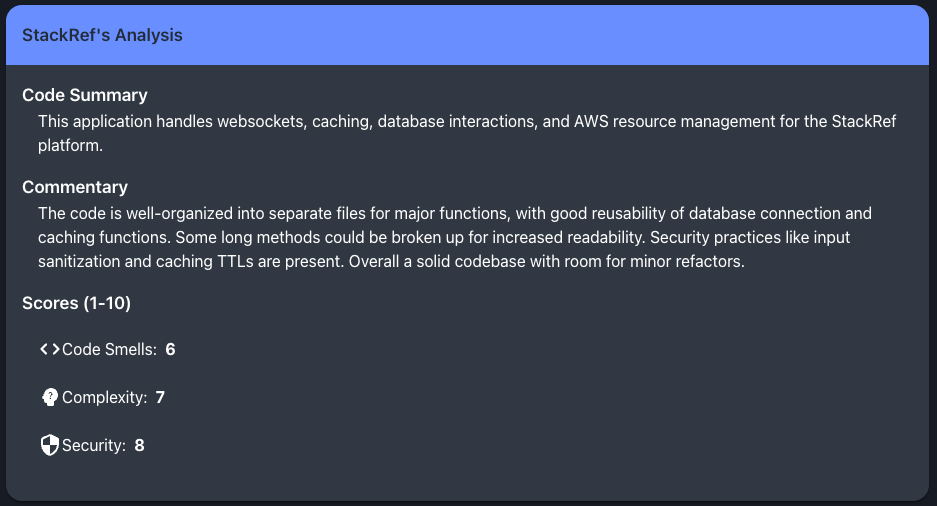 StackRef's Analysis
Code Summary
This application handles websockets, caching, database interactions, and AWS resource management for the StackRef
platform.
Commentary
The code is well-organized into separate files for major functions, with good reusability of database connection and
caching functions. Some long methods could be broken up for increased readability. Security practices like input
sanitization and caching TTLs are present. Overall a solid codebase with room for minor refactors.
Scores (1-10)
Code Smells: 6
Complexity: 7
Security: 8